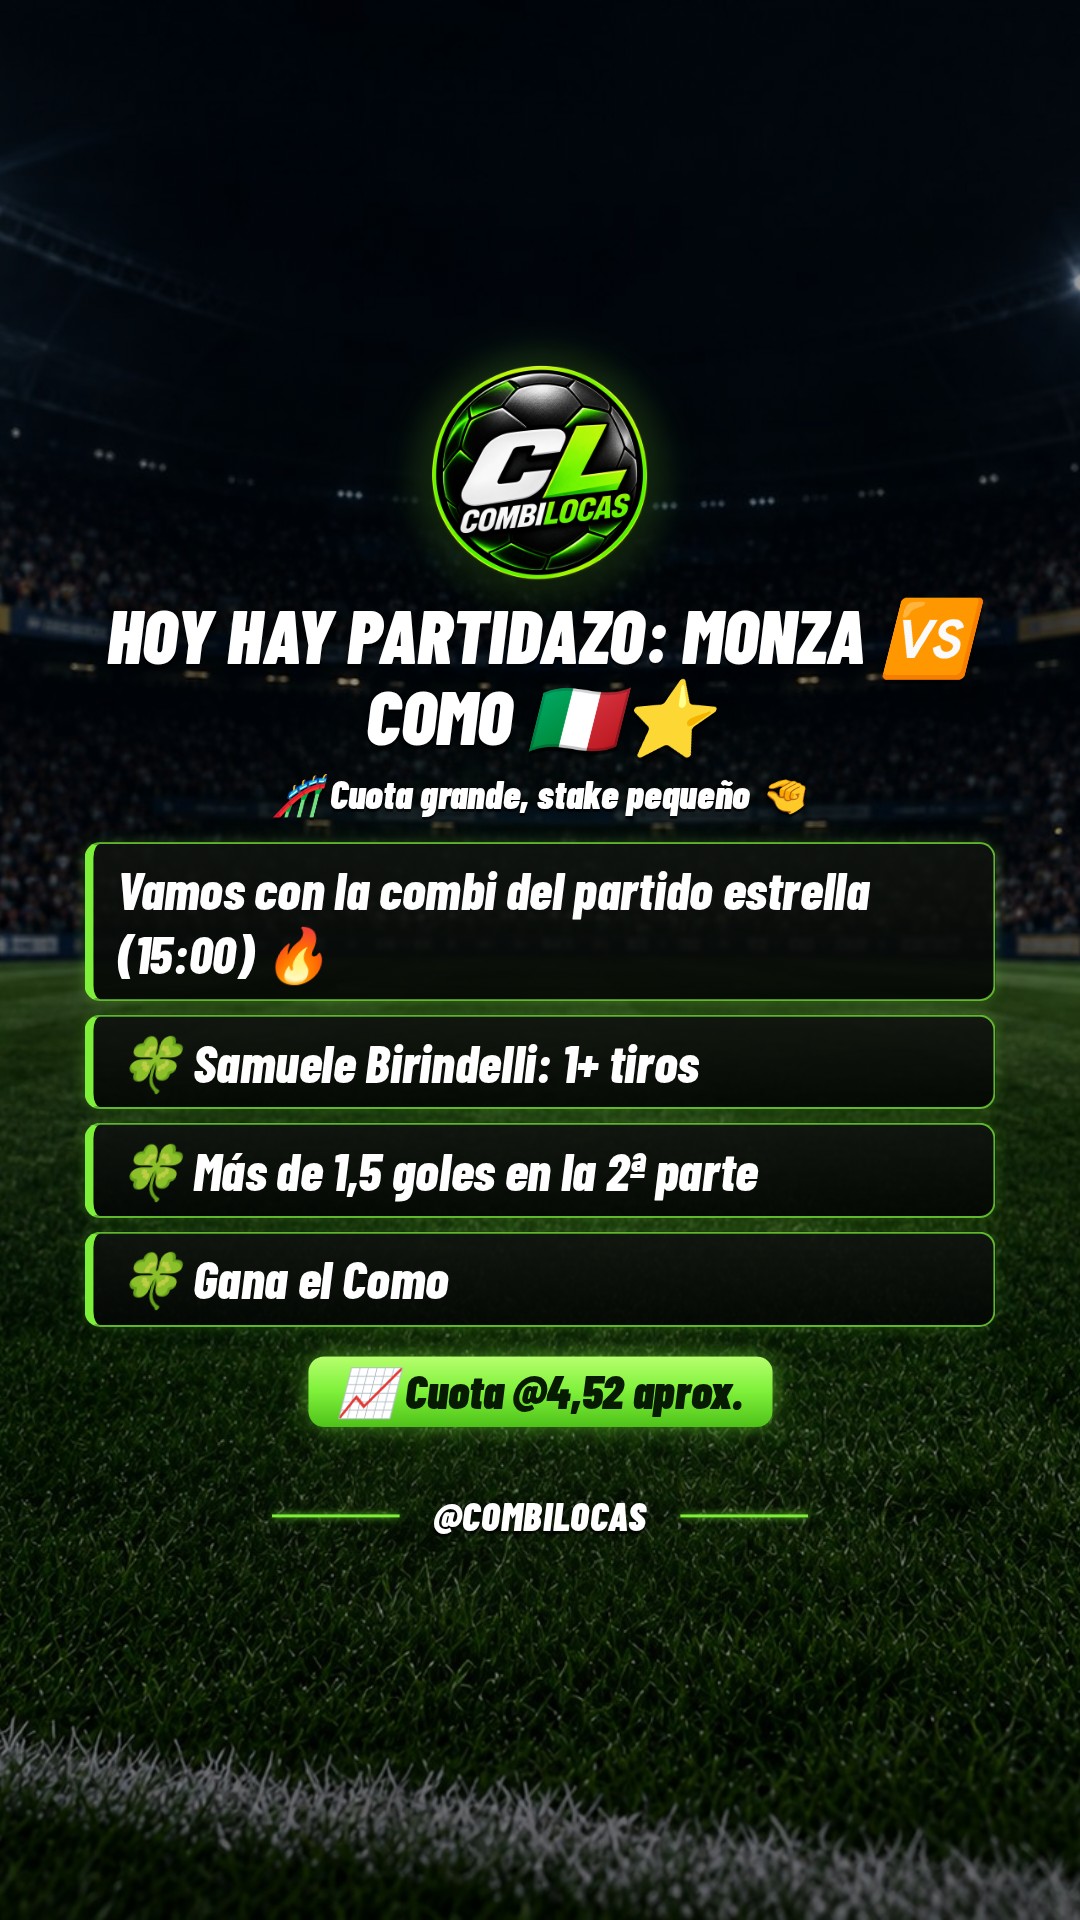 CL
COMBILOCAS
HOY HAY PARTIDAZO: MONZA 🆚
COMO 🇮🇹⭐
🎢 Cuota grande, stake pequeño 🤏
Vamos con la combi del partido estrella
(15:00) 🔥
🍀 Samuele Birindelli: 1+ tiros
🍀 Más de 1,5 goles en la 2ª parte
🍀 Gana el Como
📈 Cuota @4,52 aprox.
@COMBILOCAS